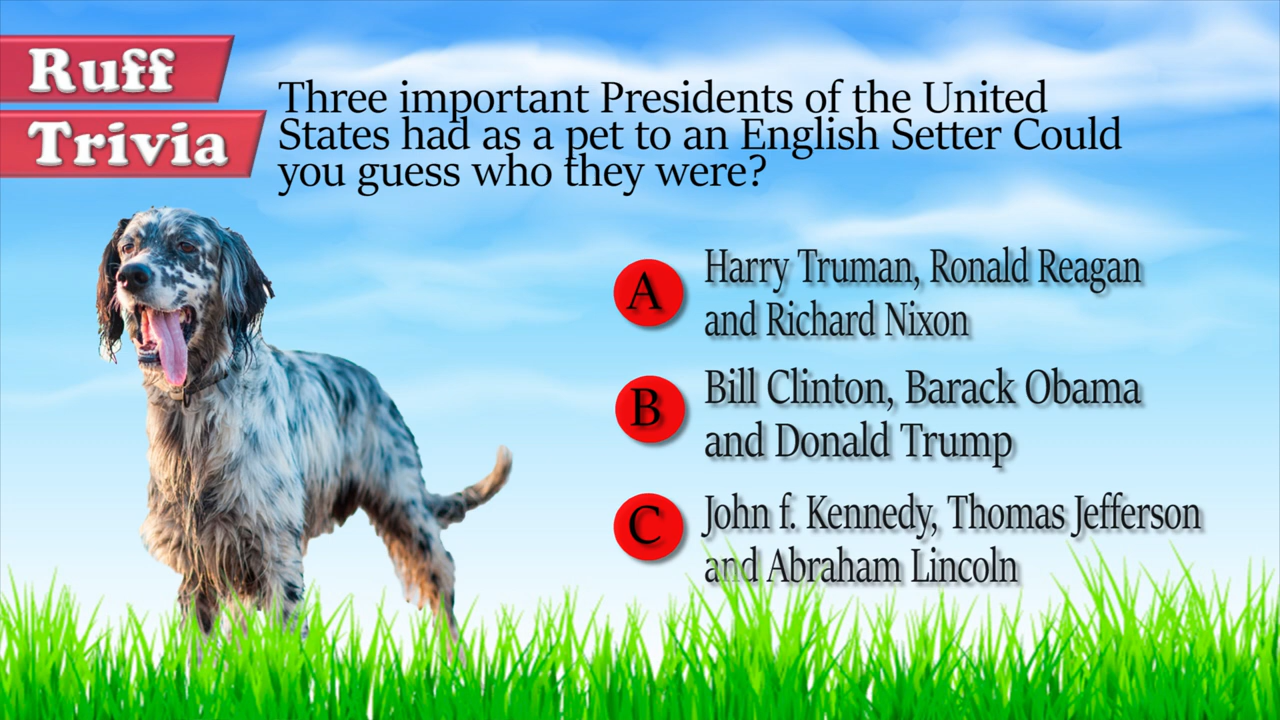 Ruff
Trivia
Three important Presidents of the United
States had as a pet to an English Setter Could
you guess who they were?
A
Harry Truman, Ronald Reagan
and Richard Nixon
B
Bill Clinton, Barack Obama
and Donald Trump
C
John f. Kennedy, Thomas Jefferson
and Abraham Lincoln